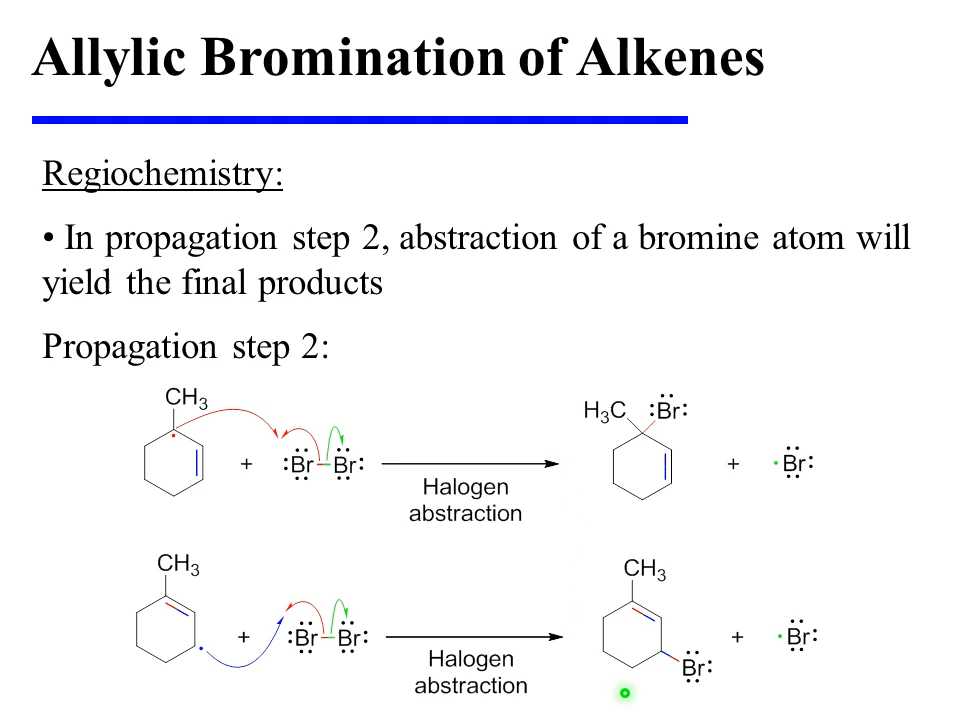 Allylic Bromination of Alkenes
Regiochemistry:
• In propagation step 2, abstraction of a bromine atom will
yield the final products
Propagation step 2:
CH3
+
Br
Br
Halogen
abstraction
H3C
Br
+
Br
CH3
+
Br
Br
Halogen
abstraction
CH3
Br
+
Br